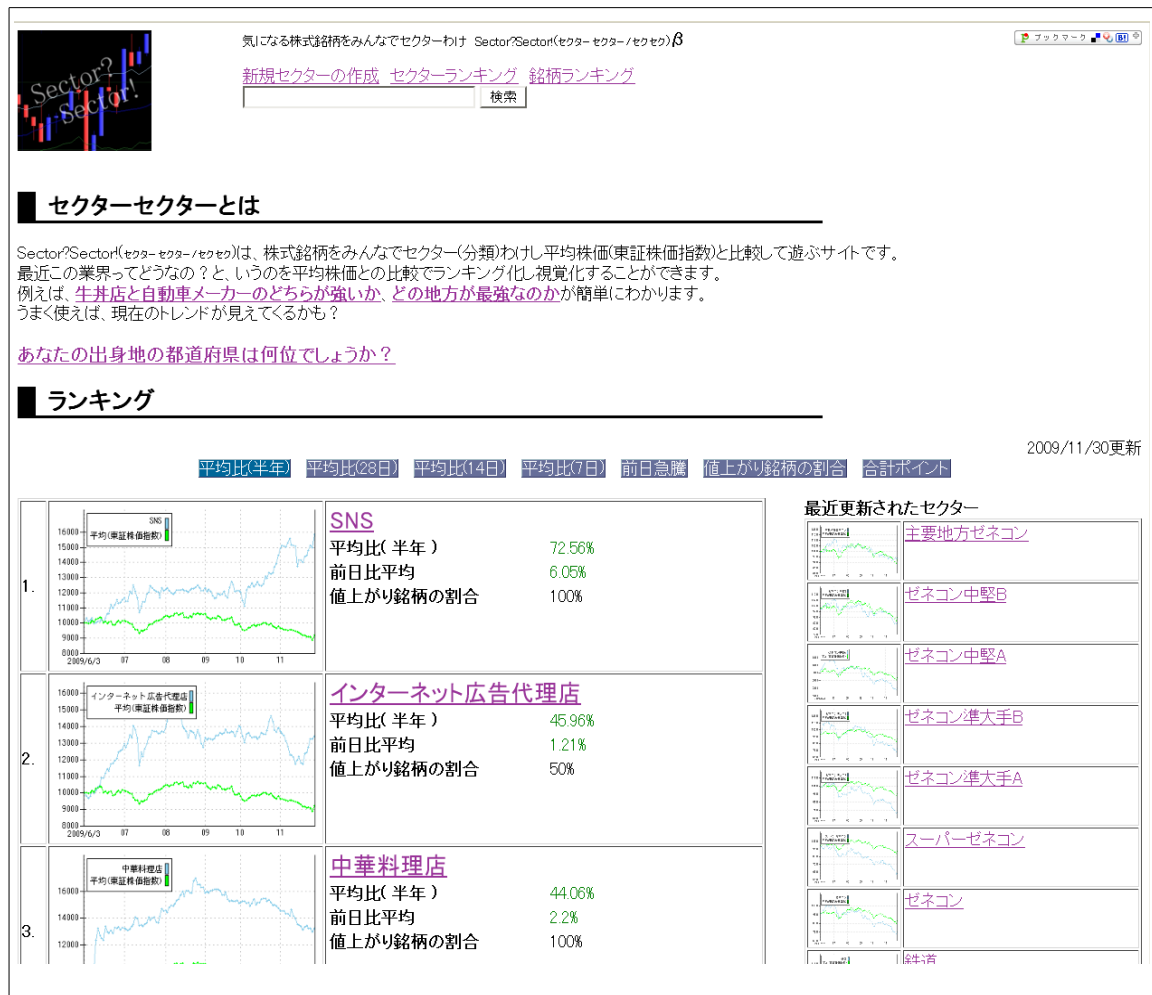 Sector?
Sector!
気になる株式銘柄をみんなでセクターわけ Sector?Sector!(セクターセクター/セクセク)β
ブックマーク
新規セクターの作成 セクターランキング 銘柄ランキング
検索
セクターセクターとは
Sector?Sector!(セクターセクター/セクセク)は、株式銘柄をみんなでセクター(分類)わけし平均株価(東証株価指数)と比較して遊ぶサイトです。
最近この業界ってどうなの？と、いうのを平均株価との比較でランキング化し視覚化することができます。
例えば、牛丼店と自動車メーカーのどちらが強いか、どの地方が最強なのかが簡単にわかります。
うまく使えば、現在のトレンドが見えてくるかも？
あなたの出身地の都道府県は何位でしょうか？
ランキング
2009/11/30更新
平均比(半年) 平均比(28日) 平均比(14日) 平均比(7日) 前日急騰 値上がり銘柄の割合 合計ポイント
1.
SNS
平均(東証株価指数)
16000
15000
14000
13000
12000
11000
10000
9000
8000
2009/6/3 07 08 09 10 11
SNS
平均比(半年) 72.56%
前日比平均 6.05%
値上がり銘柄の割合 100%
2.
インターネット広告代理店
平均(東証株価指数)
16000
15000
14000
13000
12000
11000
10000
9000
8000
2009/6/3 07 08 09 10 11
インターネット広告代理店
平均比(半年) 45.96%
前日比平均 1.21%
値上がり銘柄の割合 50%
3.
中華料理店
平均(東証株価指数)
16000
14000
12000
中華料理店
平均比(半年) 44.06%
前日比平均 2.2%
値上がり銘柄の割合 100%
最近更新されたセクター
主要地方ゼネコン
ゼネコン中堅B
ゼネコン中堅A
ゼネコン準大手B
ゼネコン準大手A
スーパーゼネコン
ゼネコン
鉄道